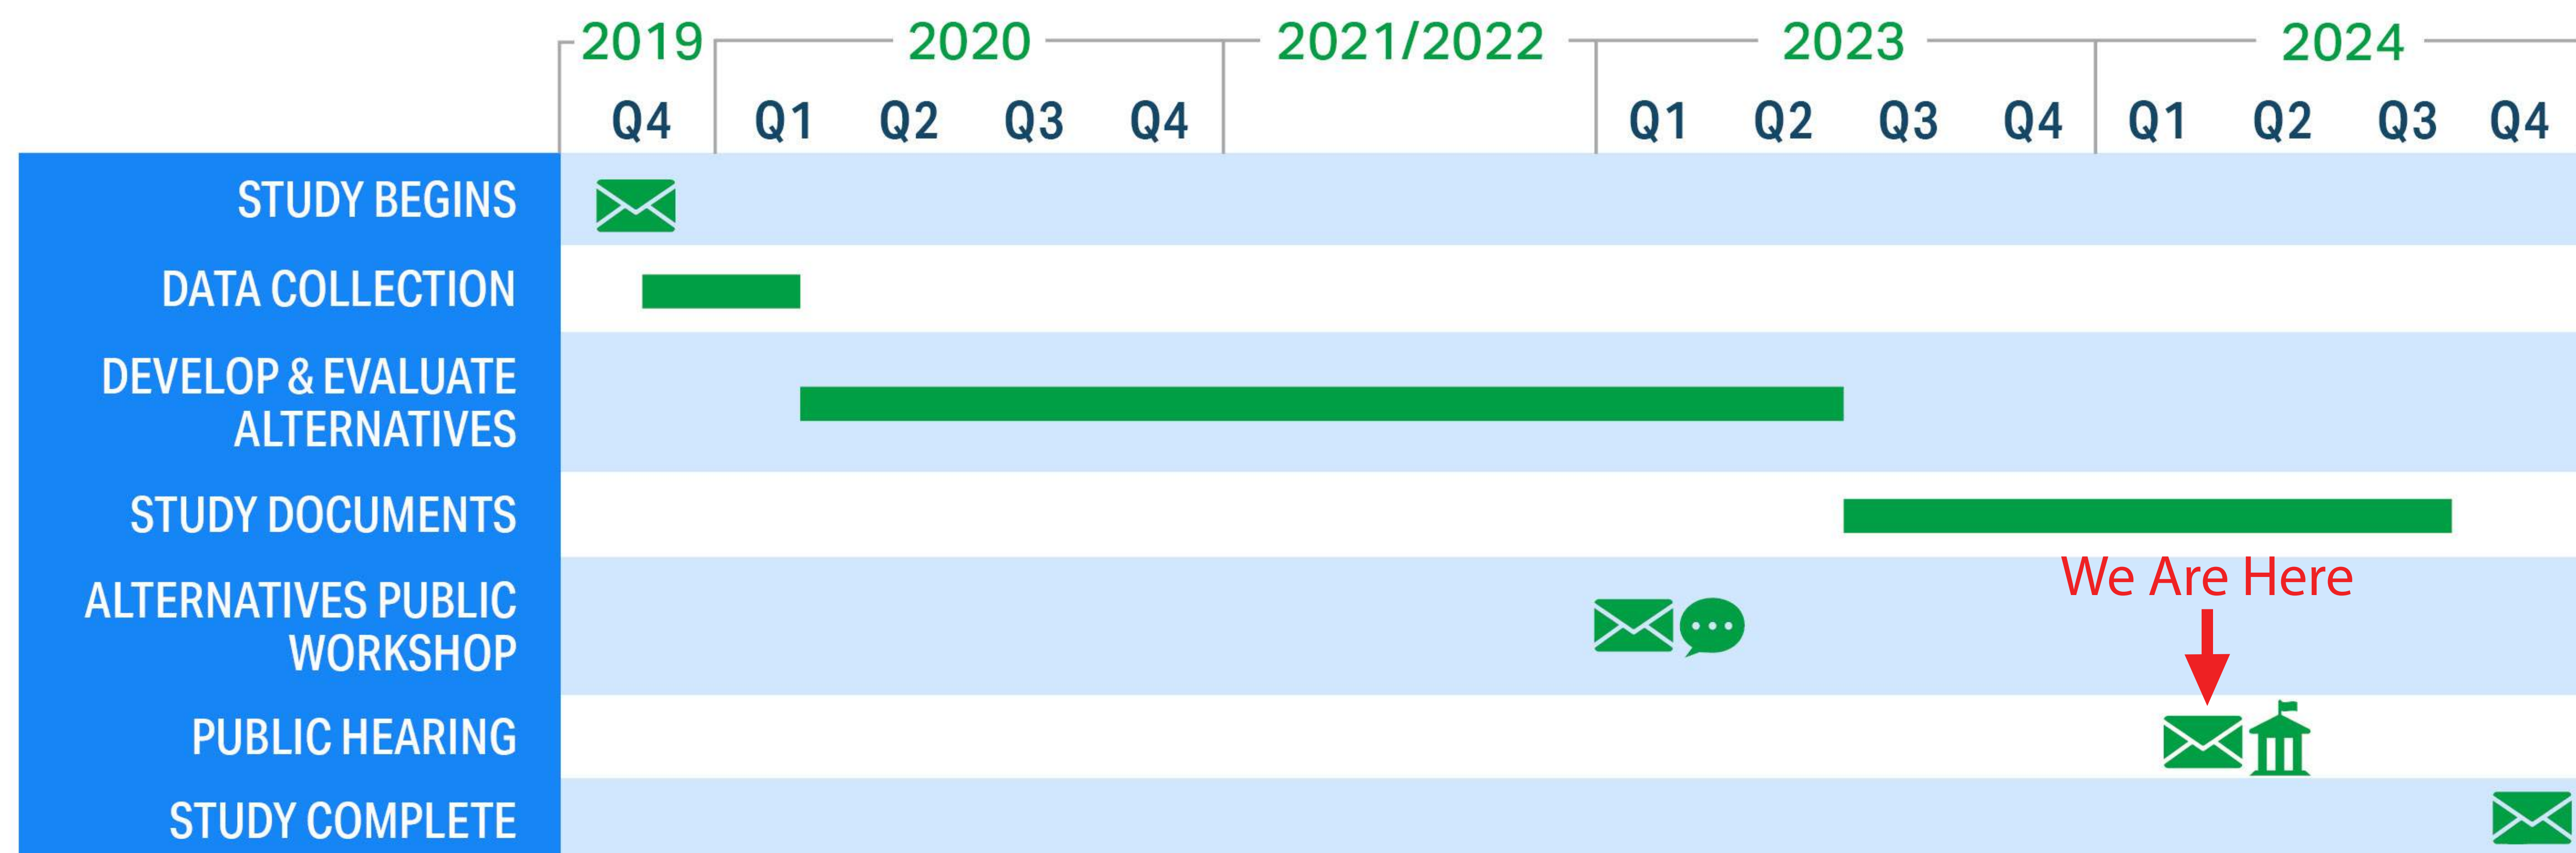 2019 2020 2021/2022 2023 2024
Q4 Q1 Q2 Q3 Q4 Q1 Q2 Q3 Q4 Q1 Q2 Q3 Q4
STUDY BEGINS
DATA COLLECTION
DEVELOP & EVALUATE
ALTERNATIVES
STUDY DOCUMENTS
We Are Here
ALTERNATIVES PUBLIC
WORKSHOP
PUBLIC HEARING
STUDY COMPLETE